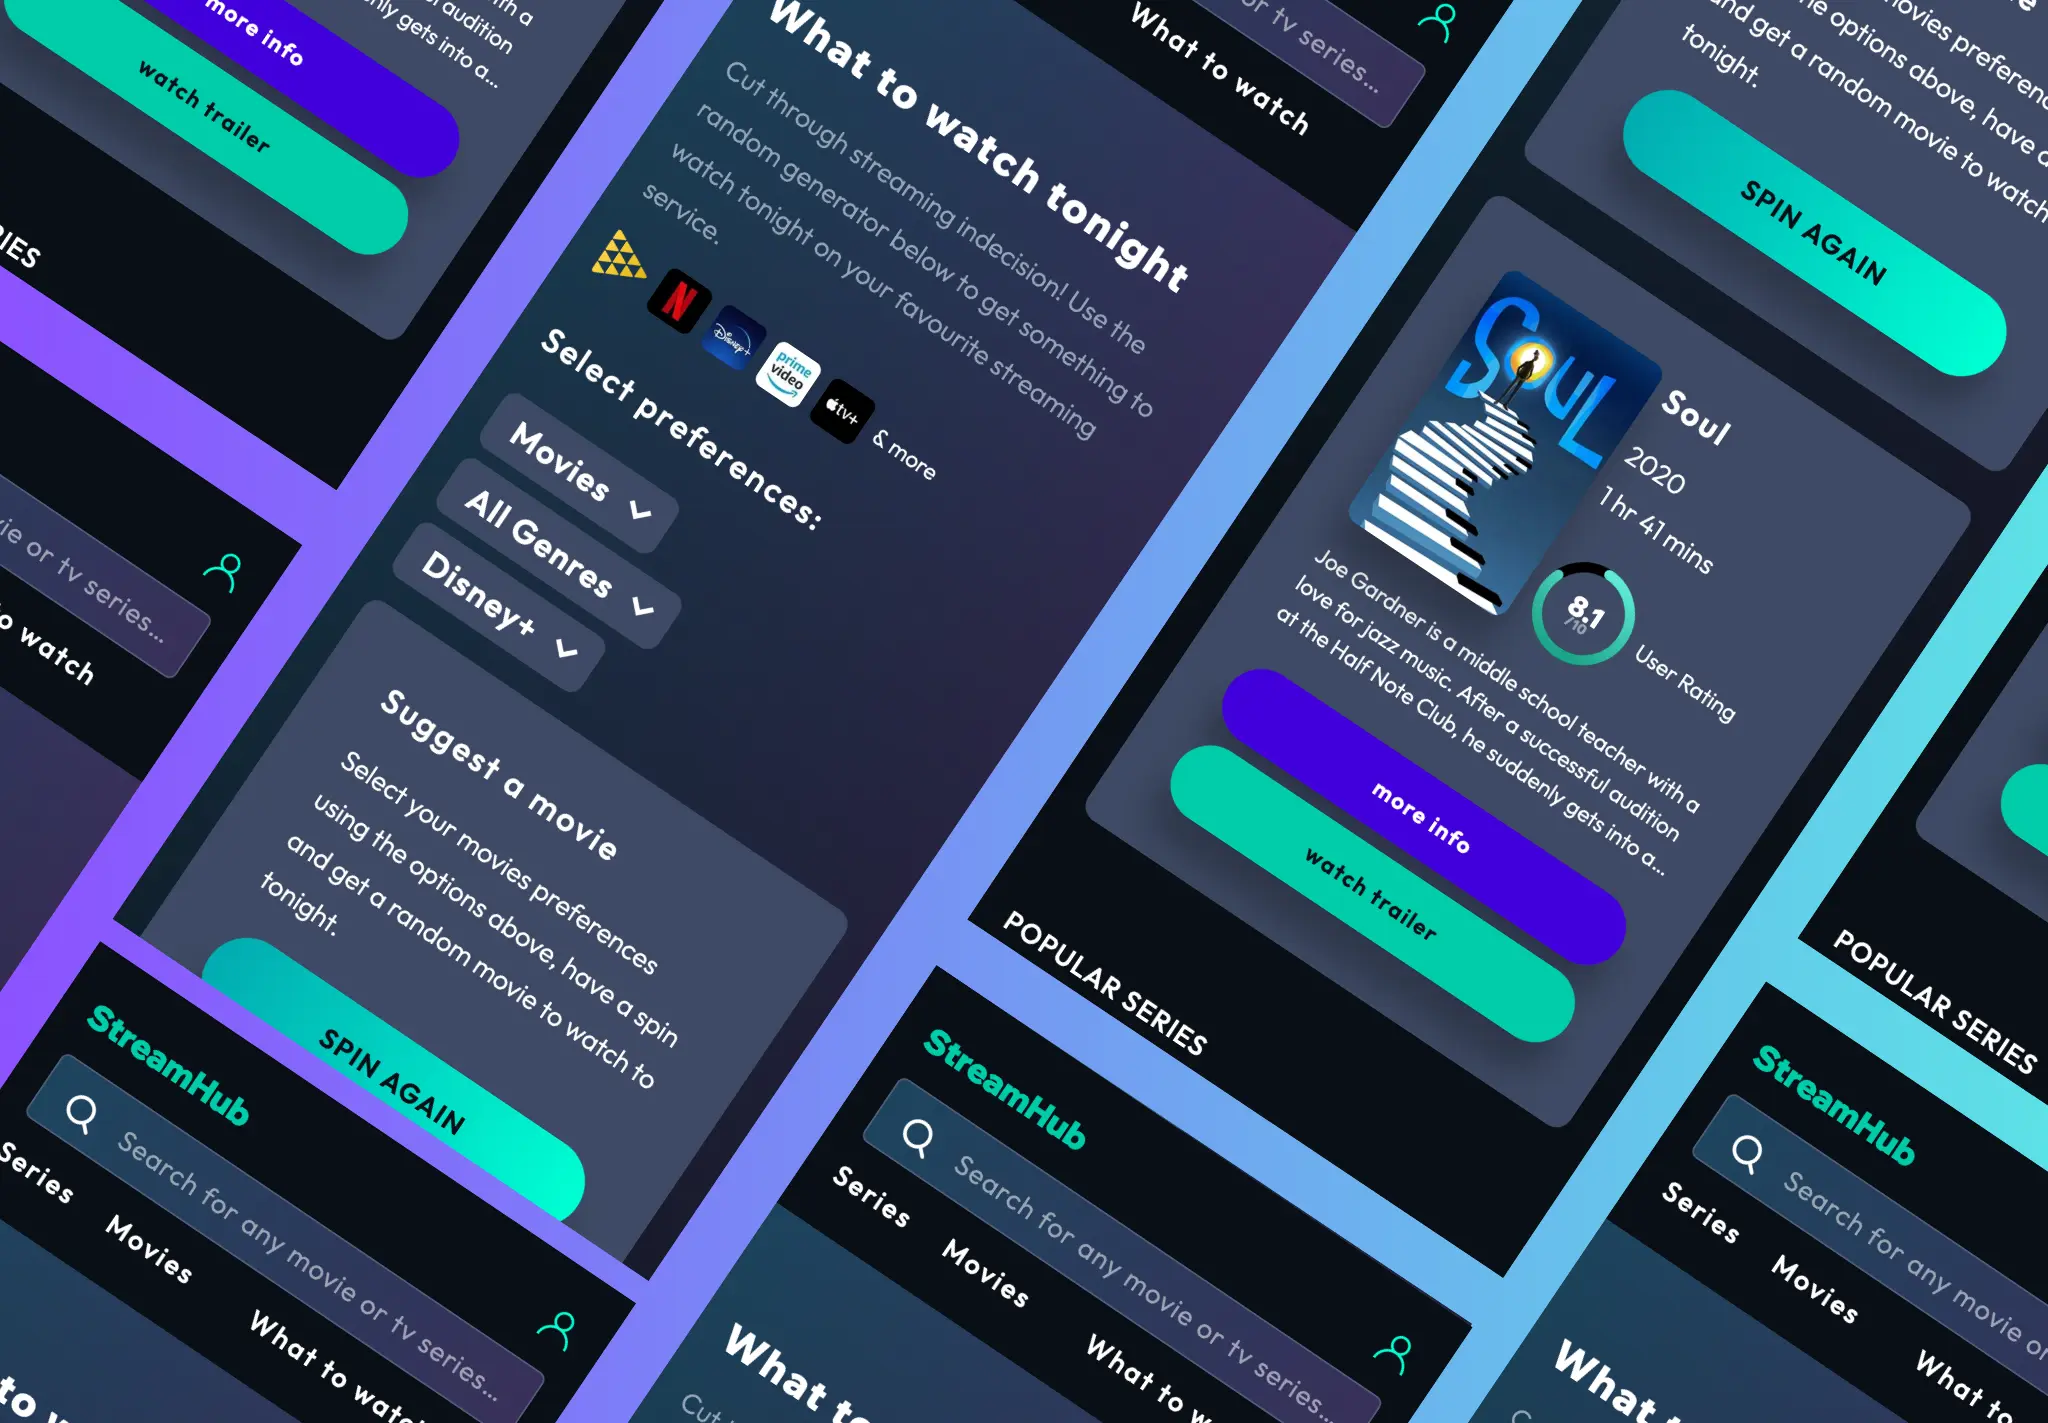 with a
audition
nly gets into a...
more info
watch trailer
RIES
vie or tv series...
to watch
What to watch tonight
Cut through streaming indecision! Use the
random generator below to get something to
watch tonight on your favourite streaming
service.
N
Disney+
prime
video
tv+
& more
Select preferences:
Movies
All Genres
Disney+
Suggest a movie
Select your movies preferences
using the options above, have a spin
and get a random movie to watch to
tonight.
SPIN AGAIN
or tv series...
What to watch
movies preferenc
he options above, have a
and get a random movie to watch
tonight.
SPIN AGAIN
SOUL
Soul
2020
1 hr 41 mins
8.1
/10
User Rating
Joe Gardner is a middle school teacher with a
love for jazz music. After a successful audition
at the Half Note Club, he suddenly gets into a...
more info
watch trailer
POPULAR SERIES
POPULAR SERIES
StreamHub
Search for any movie or tv series...
Series
Movies
What to watch
to w
StreamHub
Search for any movie or tv series...
Series
Movies
What to w
What to
Cut
StreamHub
Search for any movie or
Series
Movies
What to
What t